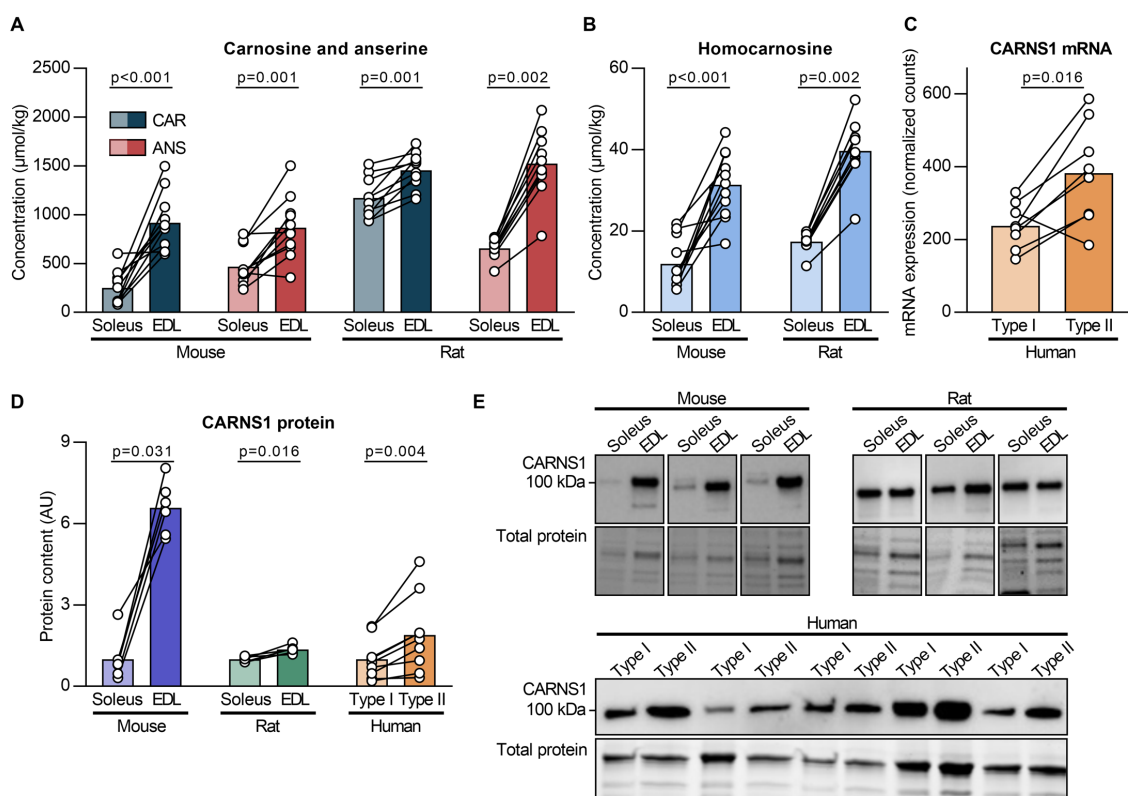 A
Carnosine and anserine
Concentration (μmol/kg)
2500
2000
1500
1000
500
0
p<0.001
p=0.001
p=0.001
p=0.002
CAR
ANS
Soleus EDL
Soleus EDL
Soleus EDL
Soleus EDL
Mouse
Rat
B
Homocarnosine
Concentration (μmol/kg)
60
40
20
0
p<0.001
p=0.002
Soleus EDL
Soleus EDL
Mouse
Rat
C
CARNS1 mRNA
mRNA expression (normalized counts)
600
400
200
0
p=0.016
Type I
Type II
Human
D
CARNS1 protein
Protein content (AU)
9
6
3
0
p=0.031
p=0.016
p=0.004
Soleus EDL
Soleus EDL
Type I Type II
Mouse
Rat
Human
E
Mouse
Soleus EDL Soleus EDL Soleus EDL
CARNS1
100 kDa
Total protein
Rat
Soleus EDL Soleus EDL Soleus EDL
Human
Type I Type II Type I Type II Type I Type II Type I Type II Type I Type II
CARNS1
100 kDa
Total protein